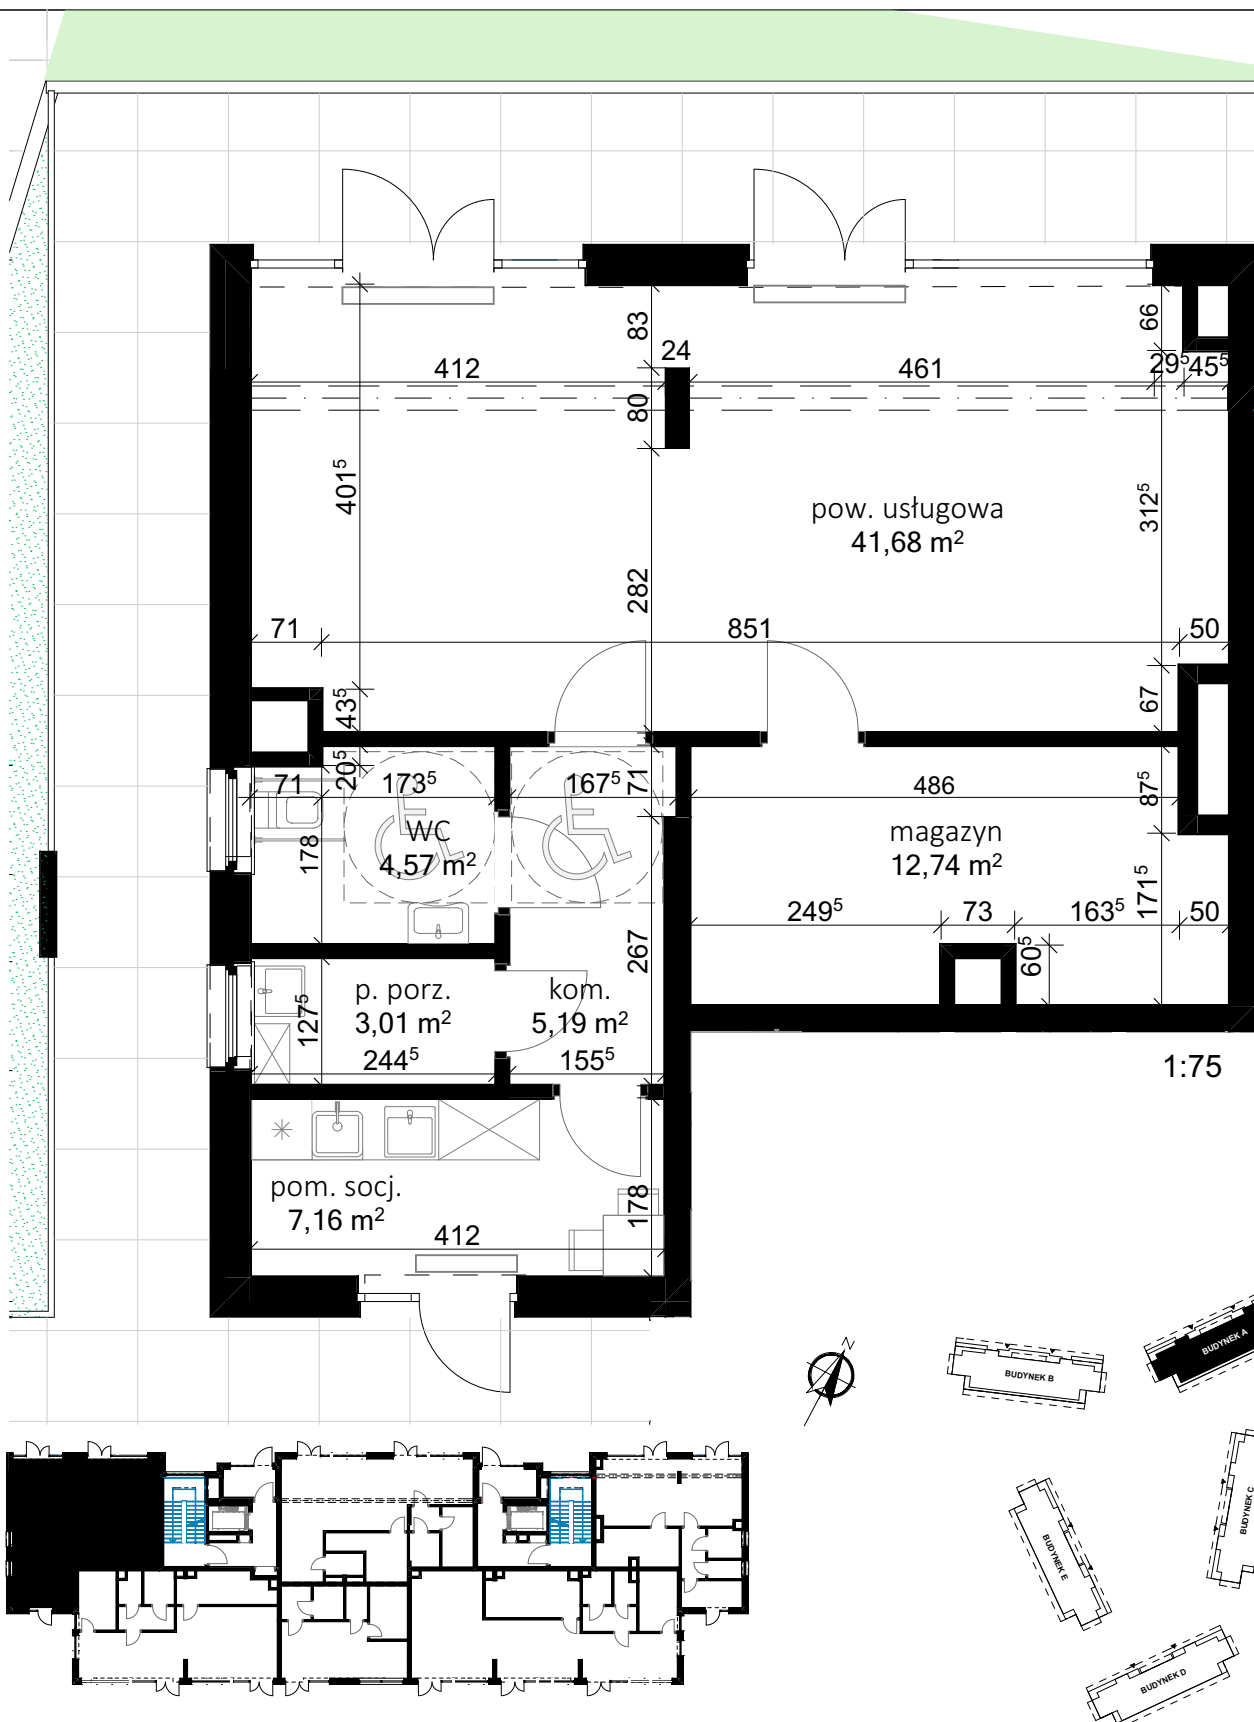 83
24
66
412
461
29⁵
45⁵
80
401⁵
pow. usługowa
41,68 m²
312⁵
282
71
851
50
43⁵
67
20⁵
71
173⁵
167⁵
71
486
87⁵
WC
4,57 m²
178
magazyn
12,74 m²
249⁵
73
163⁵
171⁵
50
267
60⁵
p. porz.
3,01 m²
127⁵
244⁵
kom.
5,19 m²
155⁵
1:75
pom. socj.
7,16 m²
178
412
N
BUDYNEK A
BUDYNEK B
BUDYNEK C
BUDYNEK E
BUDYNEK D